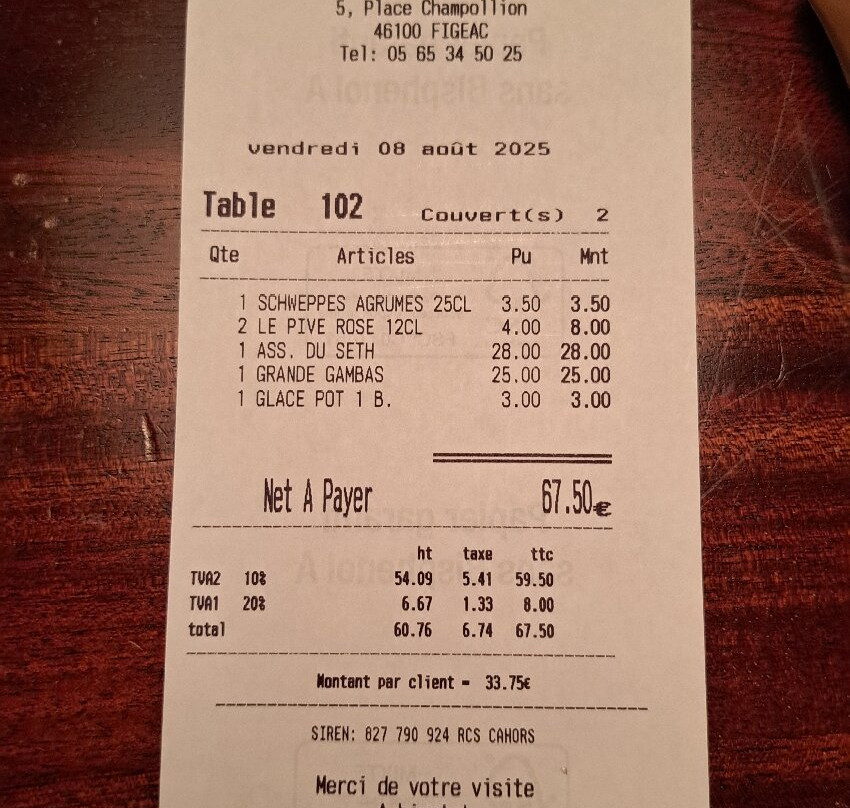 5, Place Champollion
46100 FIGEAC
Tel: 05 65 34 50 25
vendredi 08 août 2025
Table 102 Couvert(s) 2
Qte Articles Pu Mnt
1 SCHWEPPES AGRUMES 25CL 3.50 3.50
2 LE PIVE ROSE 12CL 4.00 8.00
1 ASS. DU SETH 28.00 28.00
1 GRANDE GAMBAS 25.00 25.00
1 GLACE POT 1 B. 3.00 3.00
Net A Payer 67.50€
ht taxe ttc
TVA2 10% 54.09 5.41 59.50
TVA1 20% 6.67 1.33 8.00
total 60.76 6.74 67.50
Montant par client = 33.75€
SIREN: 827 790 924 RCS CAHORS
Merci de votre visite